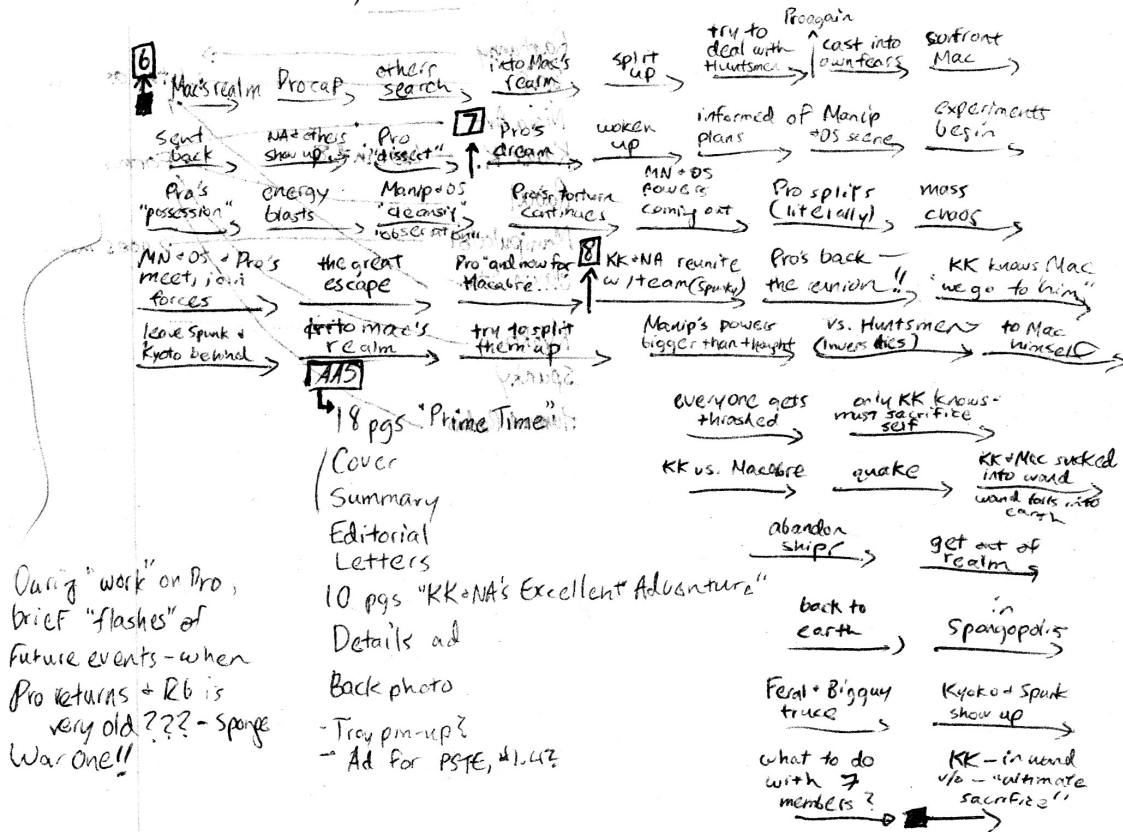 6
Mac's realm
Pro cap
others
search
into Mac's
realm
split
up
try to
deal with
Huntsmen
Pro again
cast into
own fears
confront
Mac
sent
back
NA + others
show up
Pro
"dissect"
7
Pro's
dream
woken
up
informed of
plans
Manip
+ OS scene
experiments
begin
Pro's
"possession"
energy
blasts
Manip + OS
"cleansing"
Pro's torture
continues
MN + OS
powers
coming out
Pro splits
(literally)
mass
chaos
MN + OS + Pro's
meet, join
forces
the great
escape
Pro "and now for
Macabre..."
8
KK + NA reunite
w/team (Spunky)
Pro's back —
the reunion!!
KK knows Mac
"we go to him"
leave Spunk +
Kyoto behind
to mac's
realm
try to split
them up
Manip's powers
bigger than thought
vs. Huntsmen
to Mac
himself
AA5
18 pgs "Prime Time"
Cover
Summary
Editorial
Letters
10 pgs "KK + NA's Excellent Adventure"
Details ad
Back photo
- Troy pin-up?
- Ad for PSTE,
everyone gets
thrashed
only KK knows -
must sacrifice
self
KK vs. Macabre
quake
KK + Mac sucked
into wand
wand falls into
earth
abandon
ship!
get out of
realm
back to
earth
in
Spongopolis
Feral + Bigguy
truce
Kyoko + Spunk
show up
what to do
with 7
members?
KK - in wand
v/o - "ultimate
sacrifice"
During "work" on Pro,
brief "flashes" of
Future events - when
Pro returns + Rb is
very old??? - Sponge
War One!!